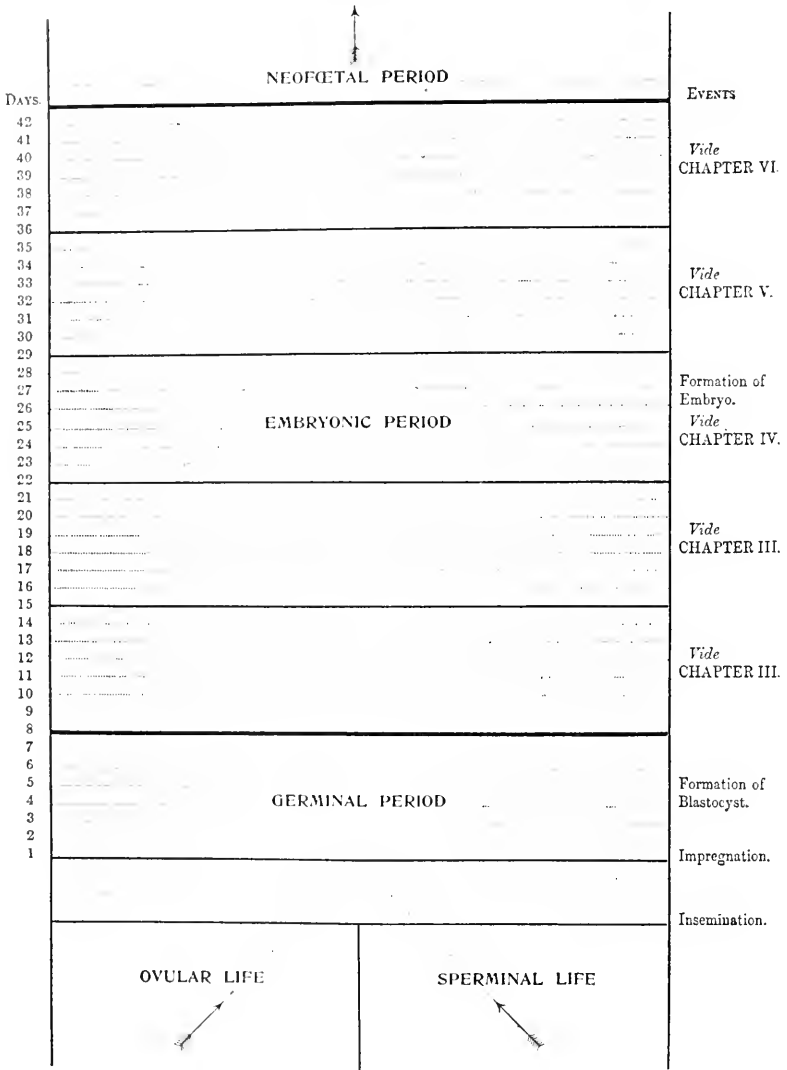 NEOFŒTAL PERIOD
DAYS.
EVENTS
42
41
40
39
38
37
36
Vide
CHAPTER VI.
35
34
33
32
31
30
29
Vide
CHAPTER V.
28
27
26
25
24
23
22
EMBRYONIC PERIOD
Formation of
Embryo.
Vide
CHAPTER IV.
21
20
19
18
17
16
15
Vide
CHAPTER III.
14
13
12
11
10
9
8
Vide
CHAPTER III.
7
6
5
4
3
2
1
GERMINAL PERIOD
Formation of
Blastocyst.
Impregnation.
Insemination.
OVULAR LIFE
SPERMINAL LIFE